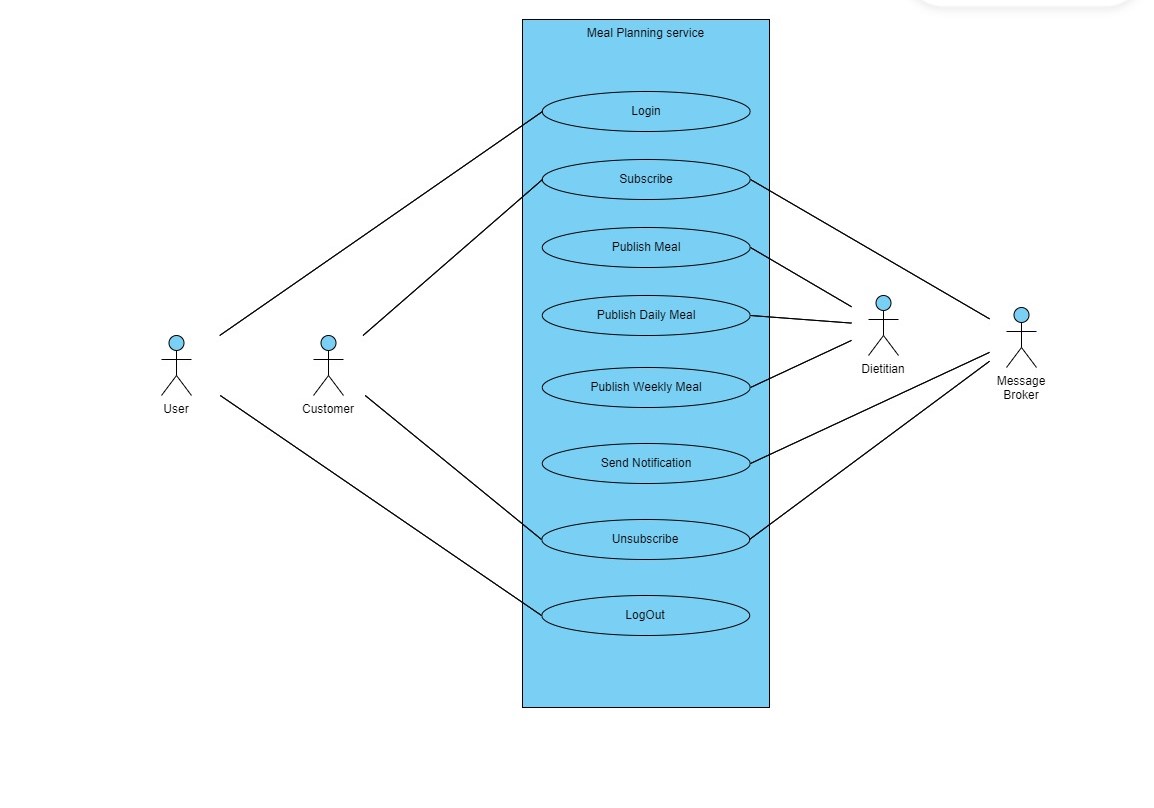 Meal Planning service
Login
Subscribe
Publish Meal
Publish Daily Meal
Publish Weekly Meal
Send Notification
Unsubscribe
LogOut
User
Customer
Dietitian
Message
Broker